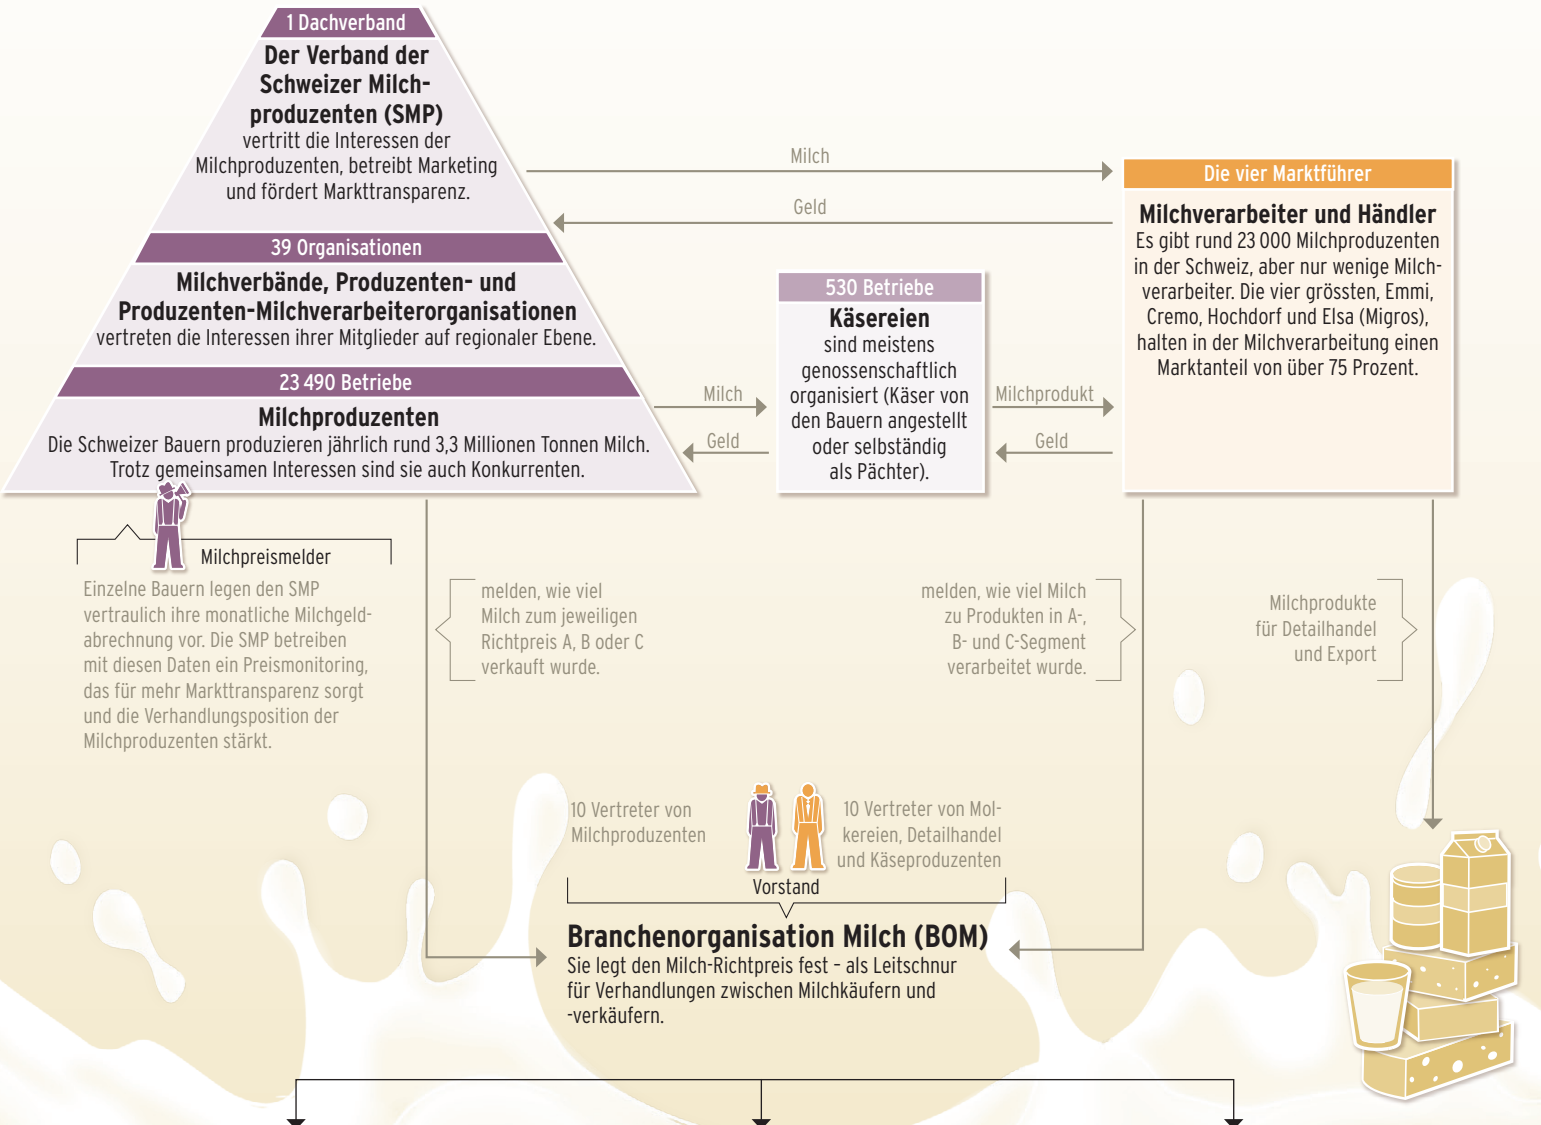 1 Dachverband
Der Verband der
Schweizer Milch-
produzenten (SMP)
vertritt die Interessen der
Milchproduzenten, betreibt Marketing
und fördert Markttransparenz.
39 Organisationen
Milchverbände, Produzenten- und
Produzenten-Milchverarbeiterorganisationen
vertreten die Interessen ihrer Mitglieder auf regionaler Ebene.
23 490 Betriebe
Milchproduzenten
Die Schweizer Bauern produzieren jährlich rund 3,3 Millionen Tonnen Milch.
Trotz gemeinsamen Interessen sind sie auch Konkurrenten.
Milch
Geld
Milch
Geld
530 Betriebe
Käsereien
sind meistens
genossenschaftlich
organisiert (Käser von
den Bauern angestellt
oder selbständig
als Pächter).
Milchprodukt
Geld
Die vier Marktführer
Milchverarbeiter und Händler
Es gibt rund 23 000 Milchproduzenten
in der Schweiz, aber nur wenige Milch-
verarbeiter. Die vier grössten, Emmi,
Cremo, Hochdorf und Elsa (Migros),
halten in der Milchverarbeitung einen
Marktanteil von über 75 Prozent.
Milchpreismelder
Einzelne Bauern legen den SMP
vertraulich ihre monatliche Milchgeld-
abrechnung vor. Die SMP betreiben
mit diesen Daten ein Preismonitoring,
das für mehr Markttransparenz sorgt
und die Verhandlungsposition der
Milchproduzenten stärkt.
melden, wie viel
Milch zum jeweiligen
Richtpreis A, B oder C
verkauft wurde.
melden, wie viel Milch
zu Produkten in A-,
B- und C-Segment
verarbeitet wurde.
Milchprodukte
für Detailhandel
und Export
10 Vertreter von
Milchproduzenten
10 Vertreter von Mol-
kereien, Detailhandel
und Käseproduzenten
Vorstand
Branchenorganisation Milch (BOM)
Sie legt den Milch-Richtpreis fest – als Leitschnur
für Verhandlungen zwischen Milchkäufern und
-verkäufern.